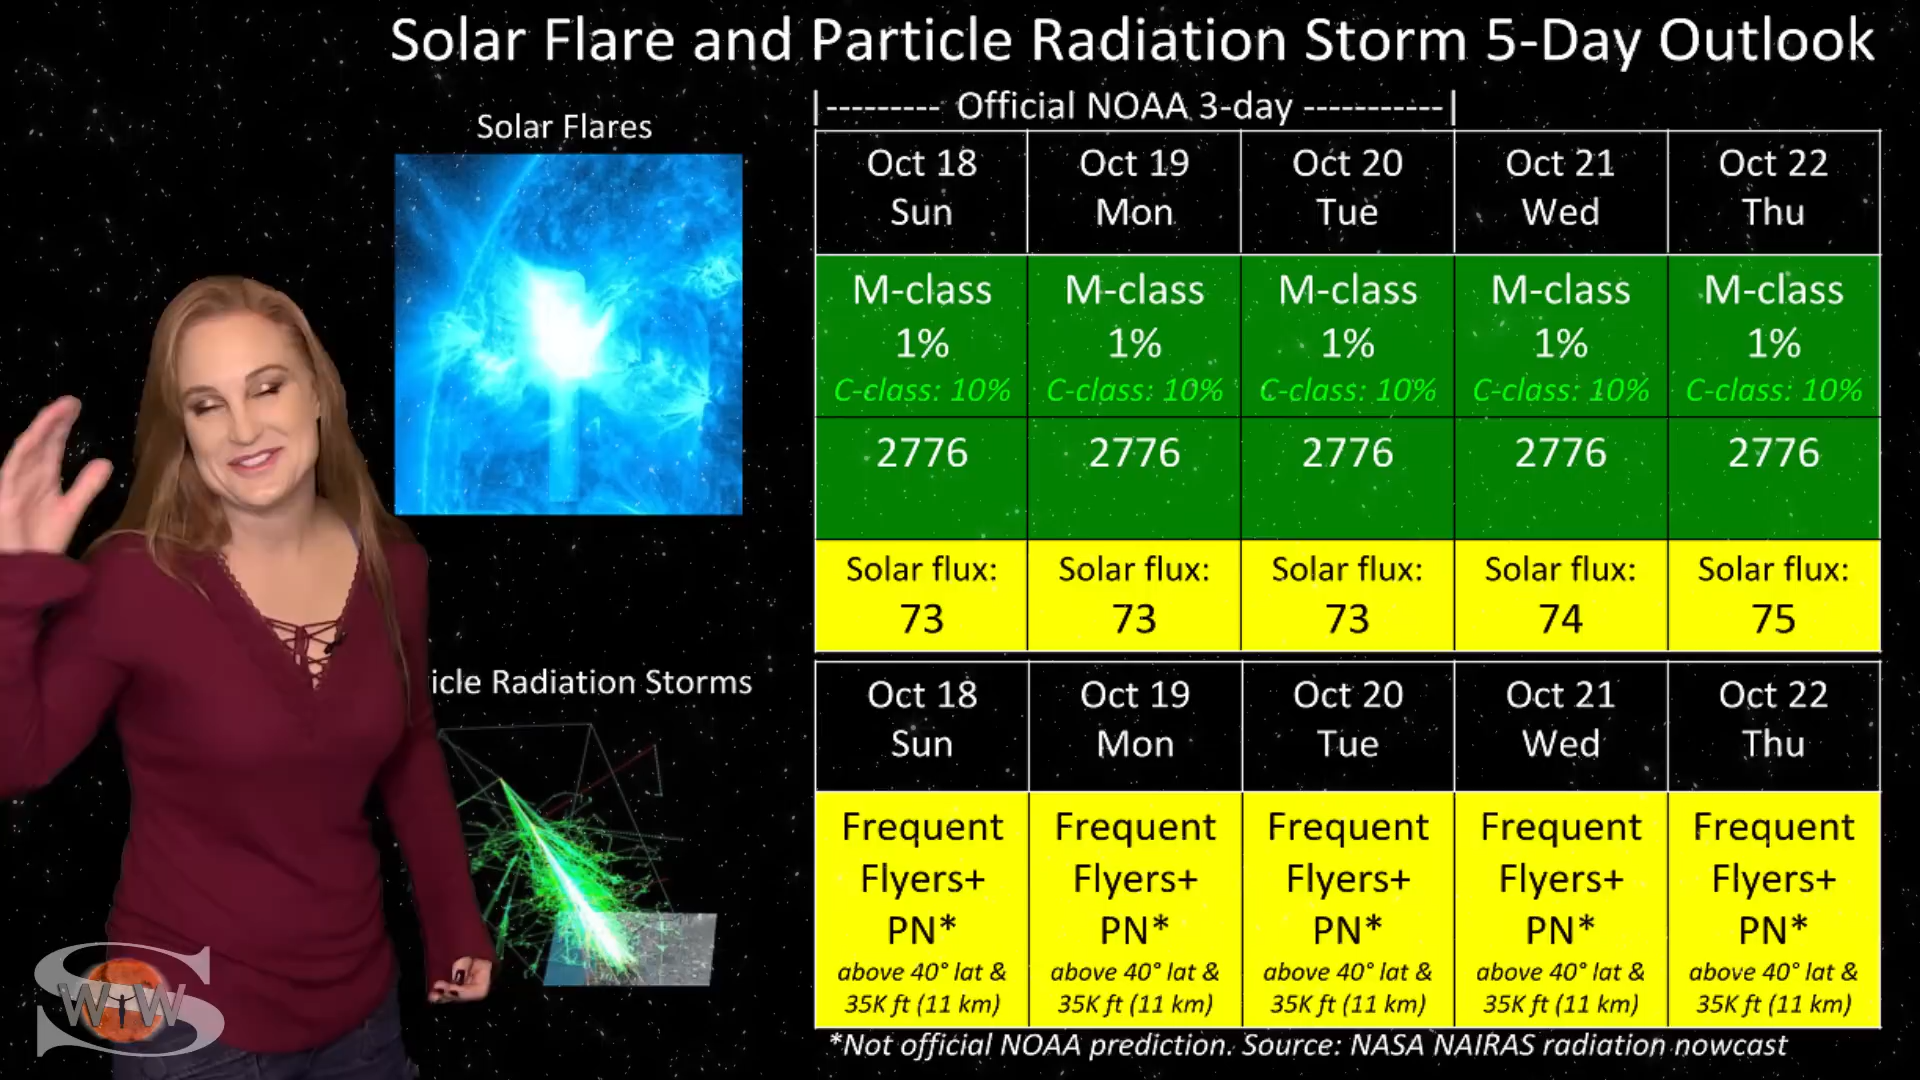 Solar Flare and Particle Radiation Storm 5-Day Outlook
|--------- Official NOAA 3-day -----------|
Solar Flares
Oct 18 Oct 19 Oct 20 Oct 21 Oct 22
Sun Mon Tue Wed Thu
M-class M-class M-class M-class M-class
1% 1% 1% 1% 1%
C-class: 10% C-class: 10% C-class: 10% C-class: 10% C-class: 10%
2776 2776 2776 2776 2776
Solar flux: Solar flux: Solar flux: Solar flux: Solar flux:
73 73 73 74 75
icle Radiation Storms
Oct 18 Oct 19 Oct 20 Oct 21 Oct 22
Sun Mon Tue Wed Thu
Frequent Frequent Frequent Frequent Frequent
Flyers+ Flyers+ Flyers+ Flyers+ Flyers+
PN* PN* PN* PN* PN*
above 40° lat & above 40° lat & above 40° lat & above 40° lat & above 40° lat &
35K ft (11 km) 35K ft (11 km) 35K ft (11 km) 35K ft (11 km) 35K ft (11 km)
*Not official NOAA prediction. Source: NASA NAIRAS radiation nowcast
S
WiW